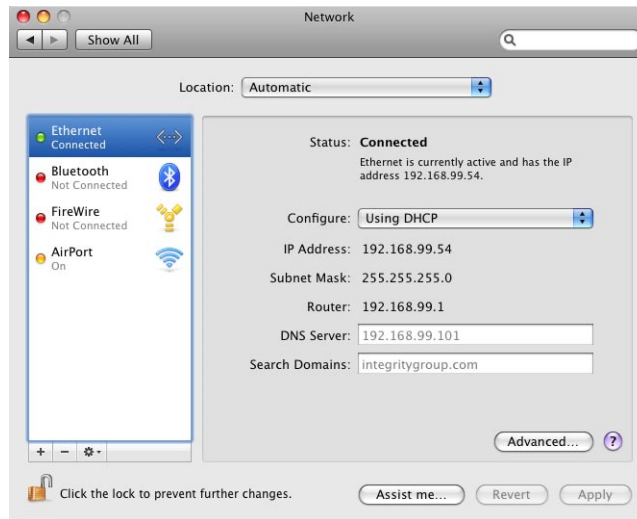 Network
Show All
Location: Automatic
Ethernet
Connected
Bluetooth
Not Connected
FireWire
Not Connected
AirPort
On
Status: Connected
Ethernet is currently active and has the IP
address 192.168.99.54.
Configure: Using DHCP
IP Address: 192.168.99.54
Subnet Mask: 255.255.255.0
Router: 192.168.99.1
DNS Server: 192.168.99.101
Search Domains: integritygroup.com
Advanced... ?
+ −
Click the lock to prevent further changes.
Assist me... Revert Apply